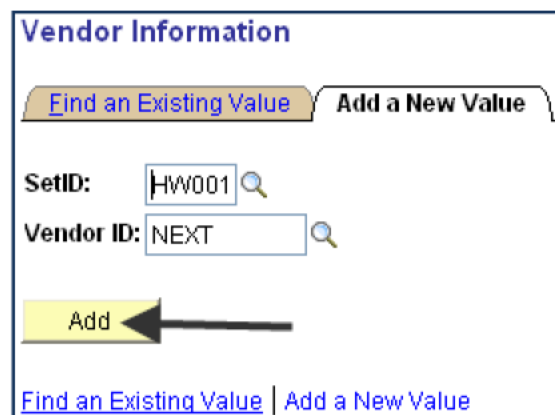 Vendor Information
Find an Existing Value Add a New Value
SetID: HW001
Vendor ID: NEXT
Add
Find an Existing Value | Add a New Value